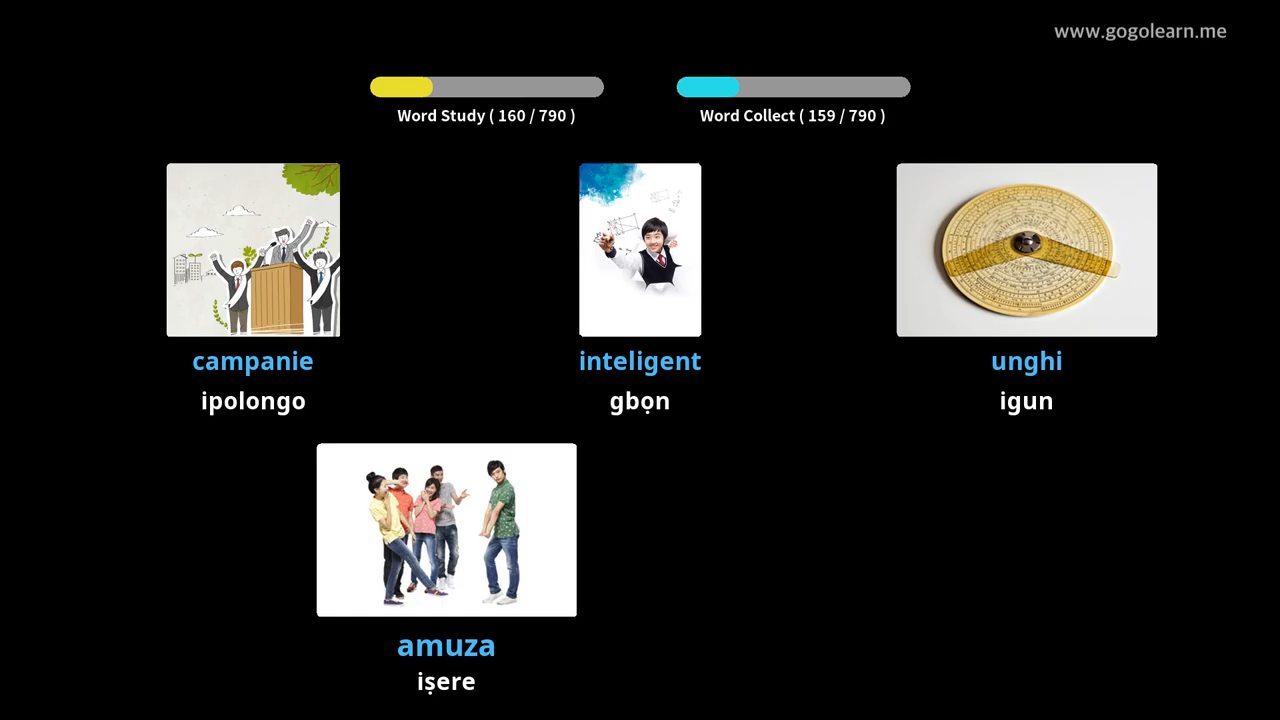 www.gogolearn.me
Word Study ( 160 / 790 )
Word Collect ( 159 / 790 )
campanie
inteligent
unghi
ipolongo
gbọn
igun
amuza
iṣere